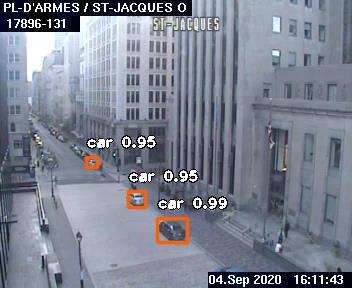 PL-D'ARMES / ST-JACQUES O
17896-131
ST-JACQUES
car 0.95
car 0.95
car 0.99
04.Sep 2020 16:11:43